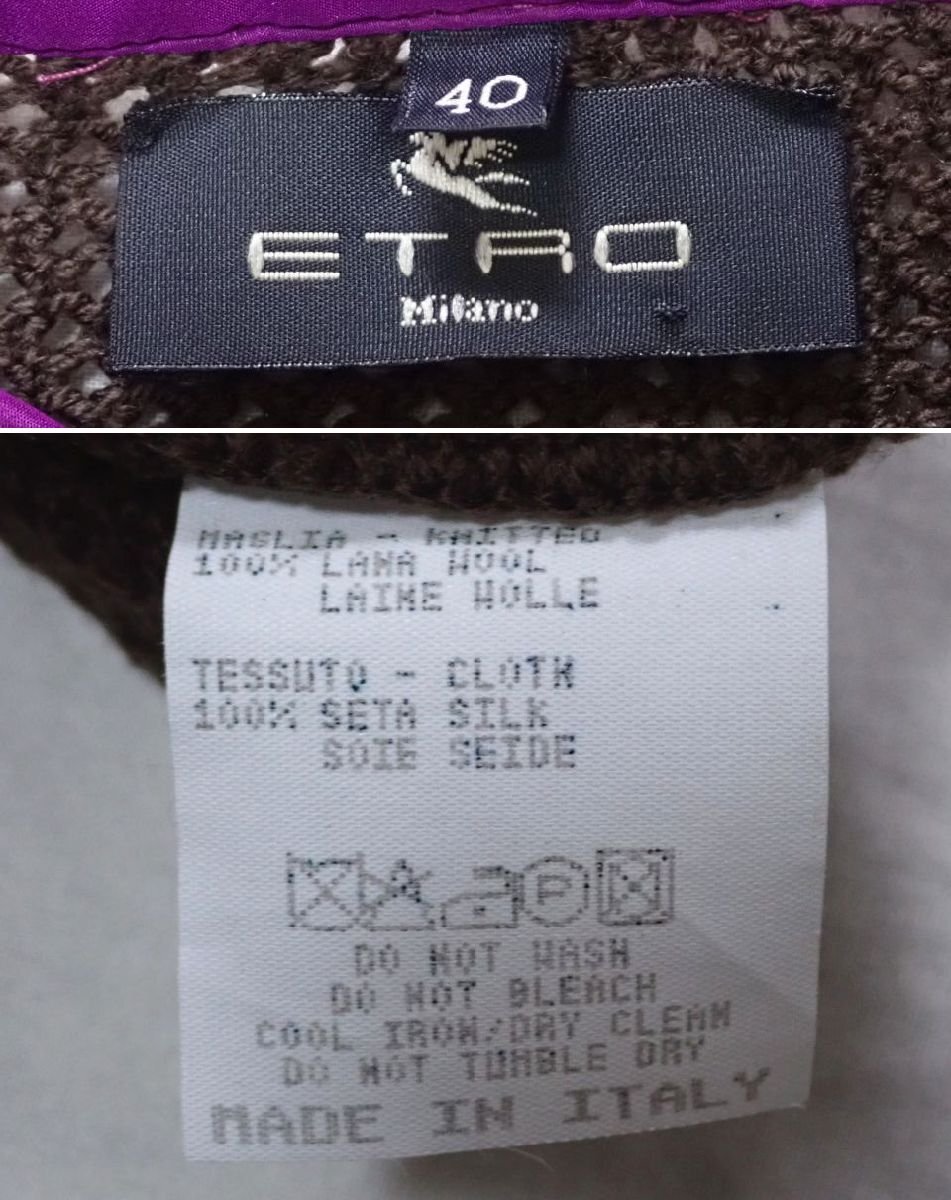 40
ETRO
Milano
MAGLIA - KNITTED
100% LANA WOOL
LAINE WOLLE
TESSUTO - CLOTH
100% SETA SILK
SOIE SEIDE
P
DO NOT WASH
DO NOT BLEACH
COOL IRON/DRY CLEAN
DO NOT TUMBLE DRY
MADE IN ITALY